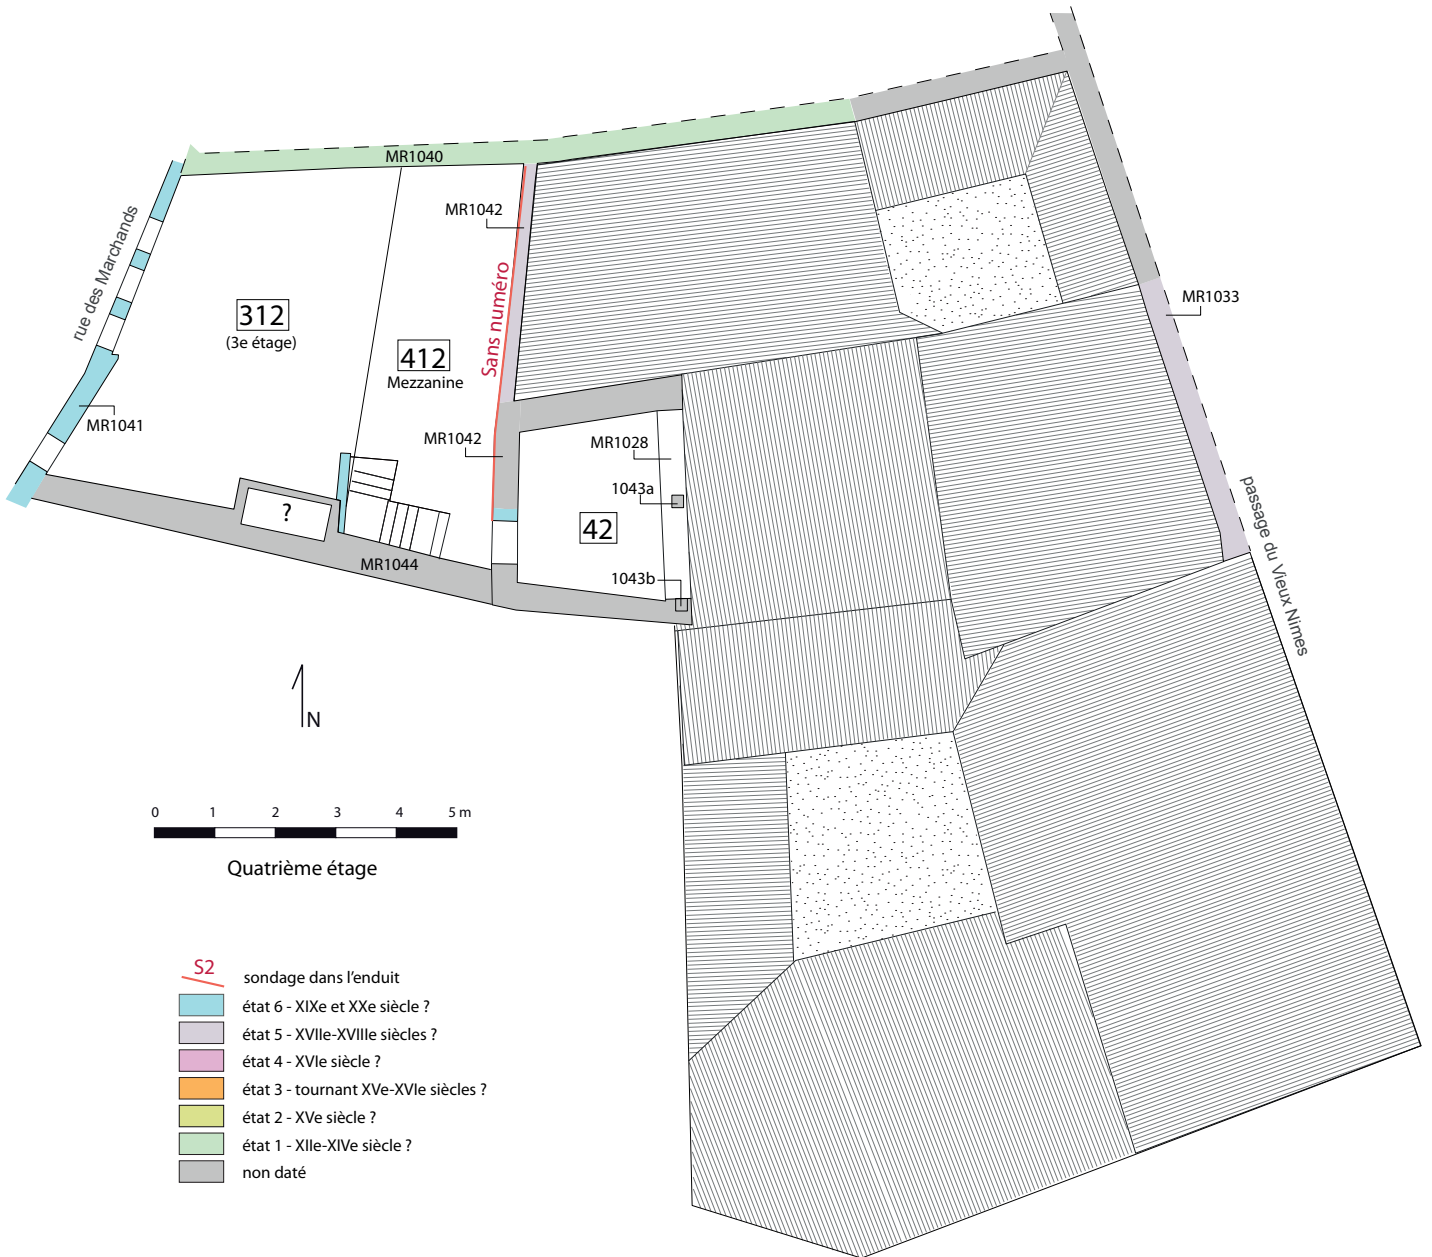 MR1040
MR1042
rue des Marchands
312
(3e étage)
Sans numéro
412
Mezzanine
MR1033
MR1041
MR1042
MR1028
1043a
?
42
passage du Vieux Nimes
MR1044
1043b
N
0 1 2 3 4 5 m
Quatrième étage
S2
sondage dans l'enduit
état 6 - XIXe et XXe siècle ?
état 5 - XVIIe-XVIIIe siècles ?
état 4 - XVIe siècle ?
état 3 - tournant XVe-XVIe siècles ?
état 2 - XVe siècle ?
état 1 - XIIe-XIVe siècle ?
non daté